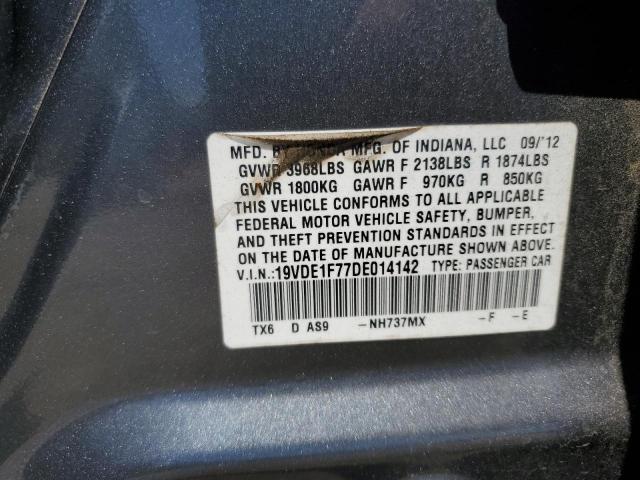 MFD. BY HONDA MFG. OF INDIANA, LLC 09/'12
GVWR 3968LBS GAWR F 2138LBS R 1874LBS
GVWR 1800KG GAWR F 970KG R 850KG
THIS VEHICLE CONFORMS TO ALL APPLICABLE
FEDERAL MOTOR VEHICLE SAFETY, BUMPER,
AND THEFT PREVENTION STANDARDS IN EFFECT
ON THE DATE OF MANUFACTURE SHOWN ABOVE.
V.I.N.:19VDE1F77DE014142 TYPE: PASSENGER CAR
TX6 D AS9 -NH737MX -F -E